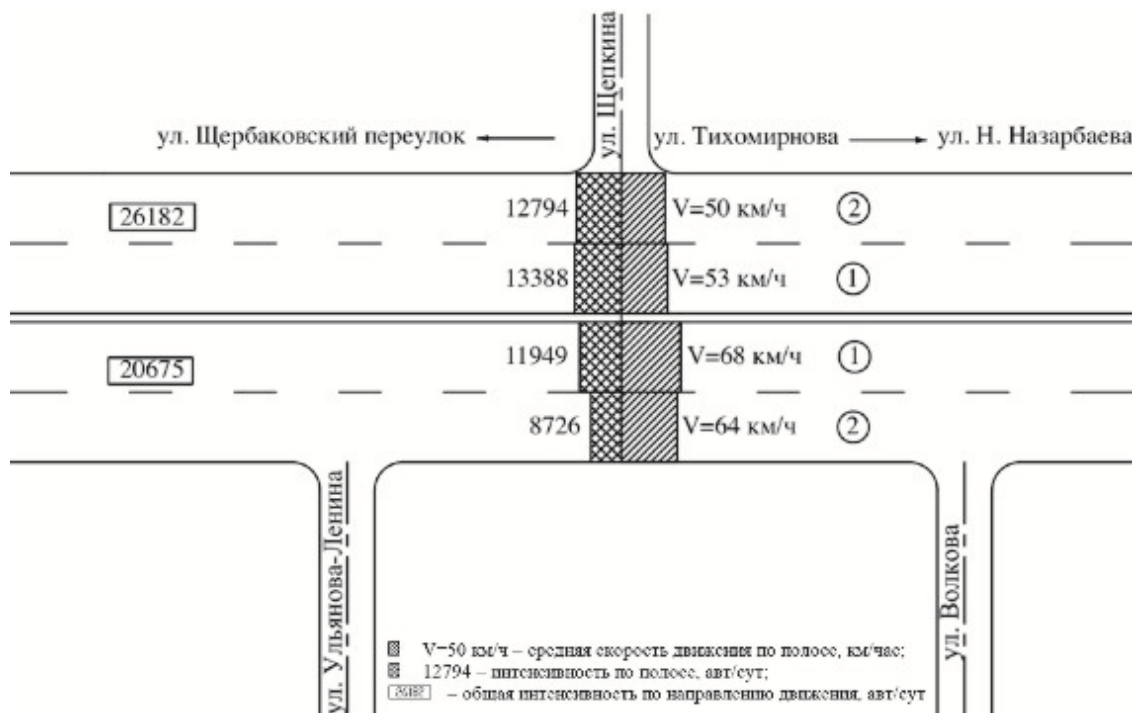 ул. Щепкина
ул. Щербаковский переулок
ул. Тихомирнова
ул. Н. Назарбаева
26182
12794
V=50 км/ч
2
13388
V=53 км/ч
1
20675
11949
V=68 км/ч
1
8726
V=64 км/ч
2
ул. Ульянова-Ленина
ул. Волкова
V=50 км/ч – средняя скорость движения по полосе, км/час;
12794 – интенсивность по полосе, авт/сут;
26182 – общая интенсивность по направлению движения, авт/сут